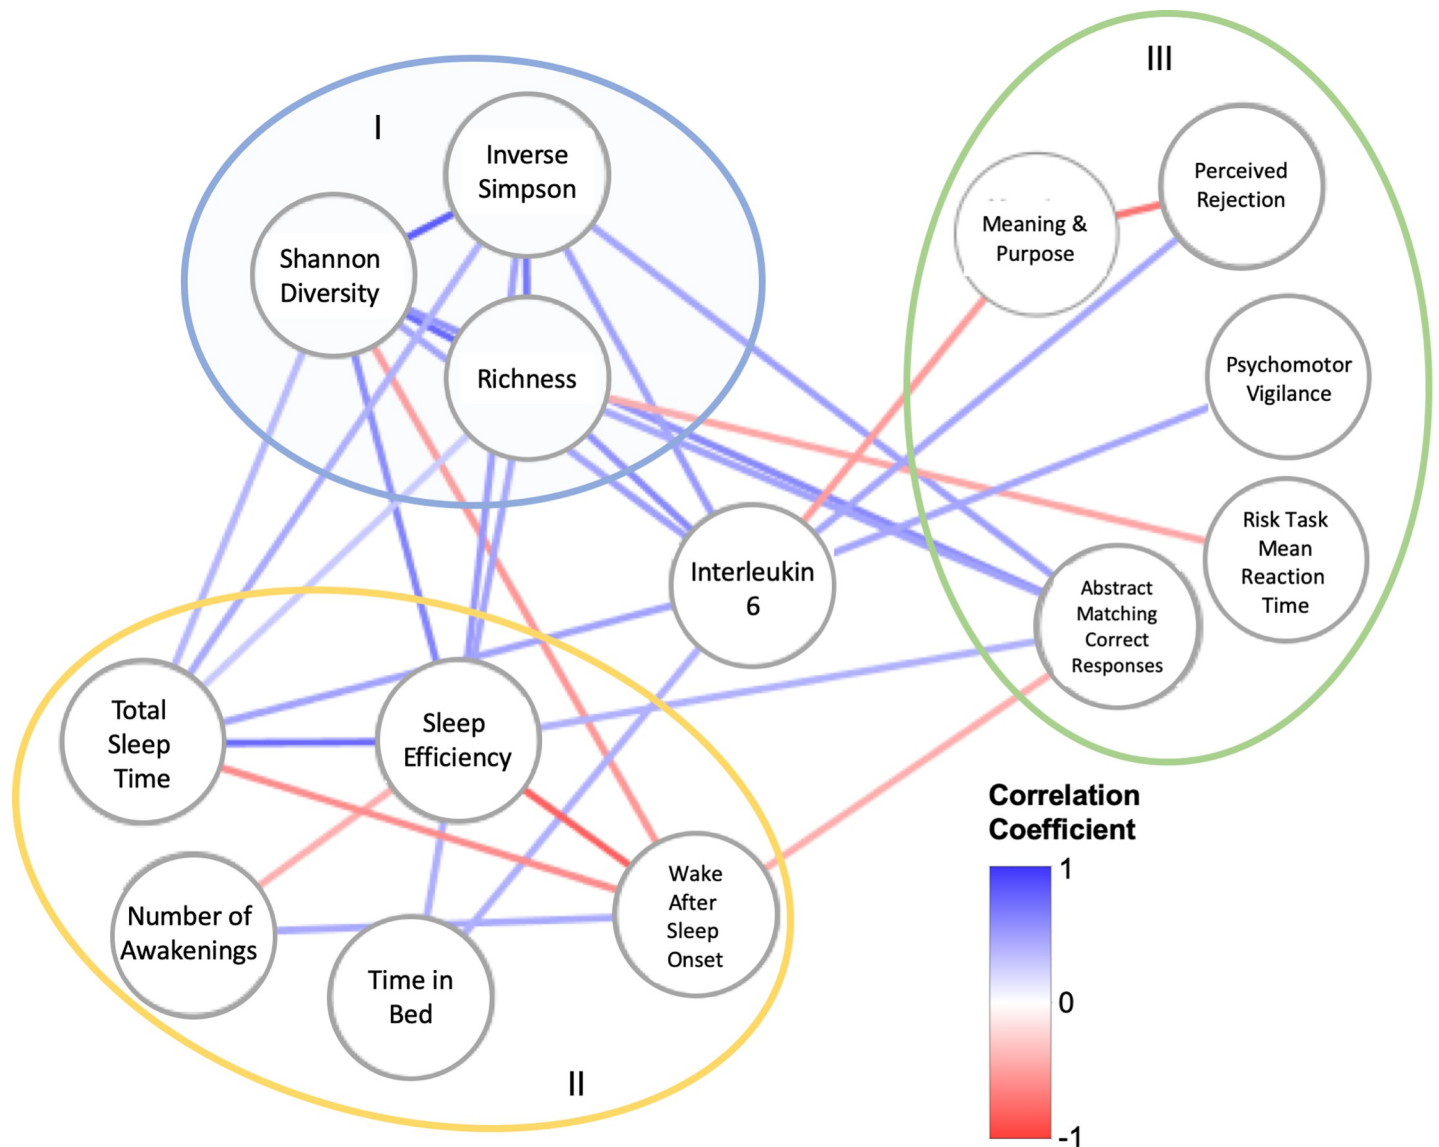 I
III
Inverse
Simpson
Shannon
Diversity
Richness
Meaning &
Purpose
Perceived
Rejection
Psychomotor
Vigilance
Risk Task
Mean
Reaction
Time
Interleukin
6
Abstract
Matching
Correct
Responses
Total
Sleep
Time
Sleep
Efficiency
Wake
After
Sleep
Onset
Number of
Awakenings
Time in
Bed
II
Correlation
Coefficient
1
0
-1